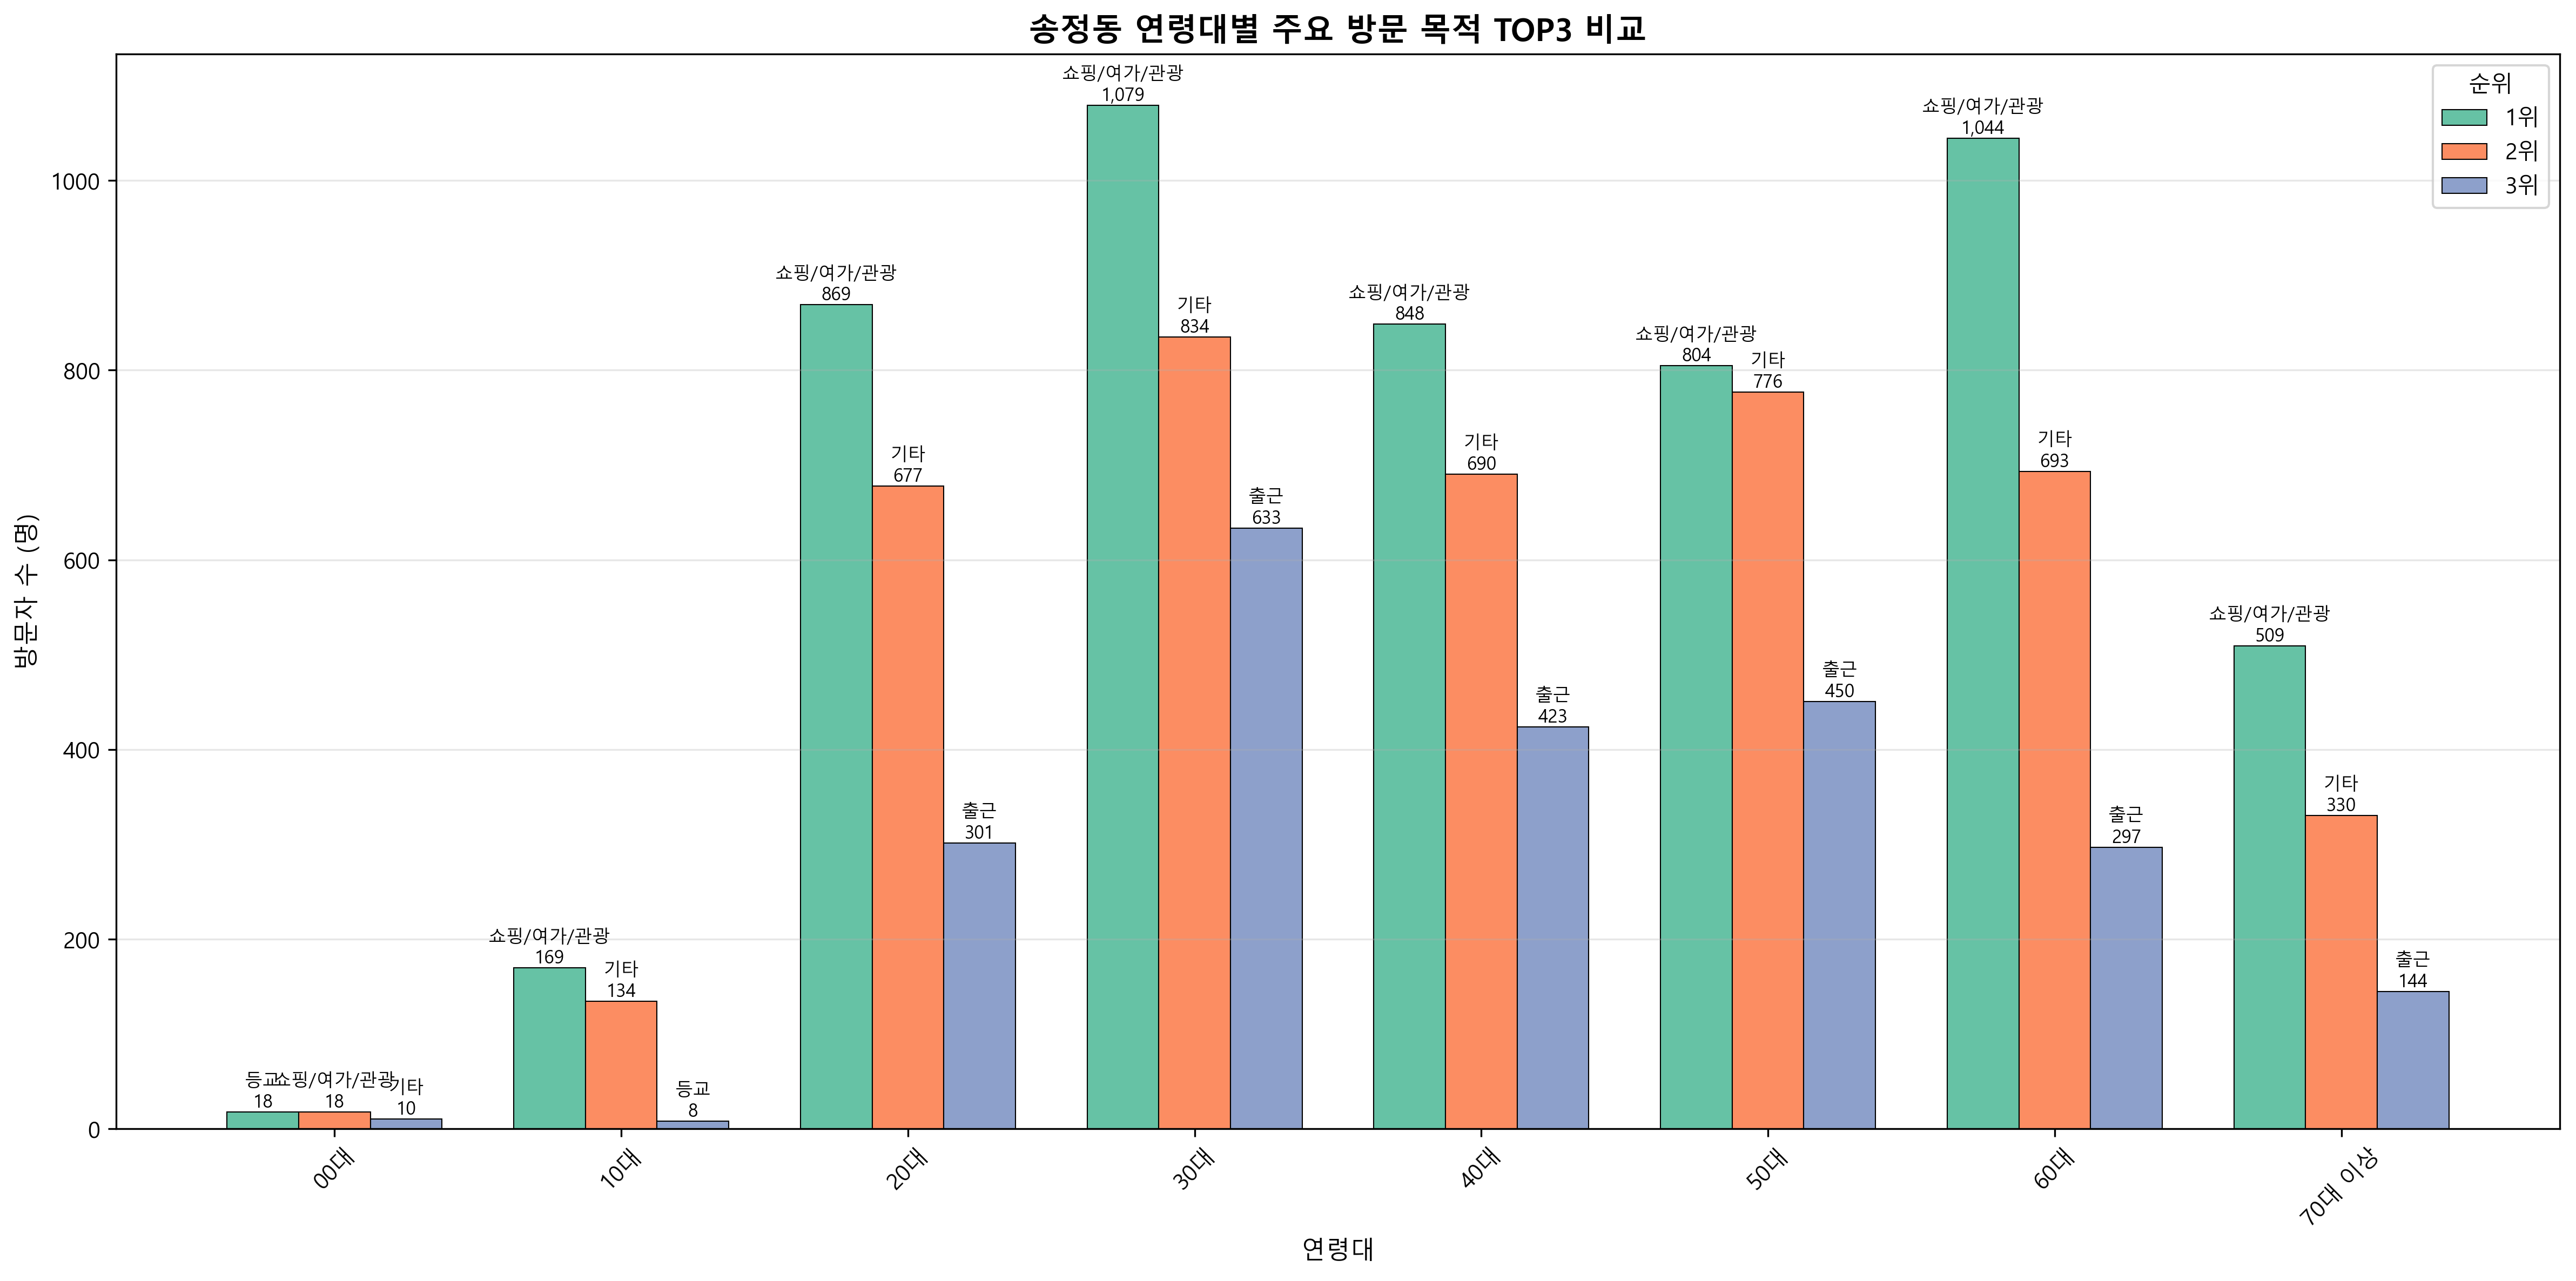 송정동 연령대별 주요 방문 목적 TOP3 비교
순위
1위
2위
3위
방문자 수 (명)
1000
800
600
400
200
0
등교
18
쇼핑/여가/관광
18
기타
10
쇼핑/여가/관광
169
기타
134
등교
8
쇼핑/여가/관광
869
기타
677
출근
301
쇼핑/여가/관광
1,079
기타
834
출근
633
쇼핑/여가/관광
848
기타
690
출근
423
쇼핑/여가/관광
804
기타
776
출근
450
쇼핑/여가/관광
1,044
기타
693
출근
297
쇼핑/여가/관광
509
기타
330
출근
144
00대
10대
20대
30대
40대
50대
60대
70대 이상
연령대